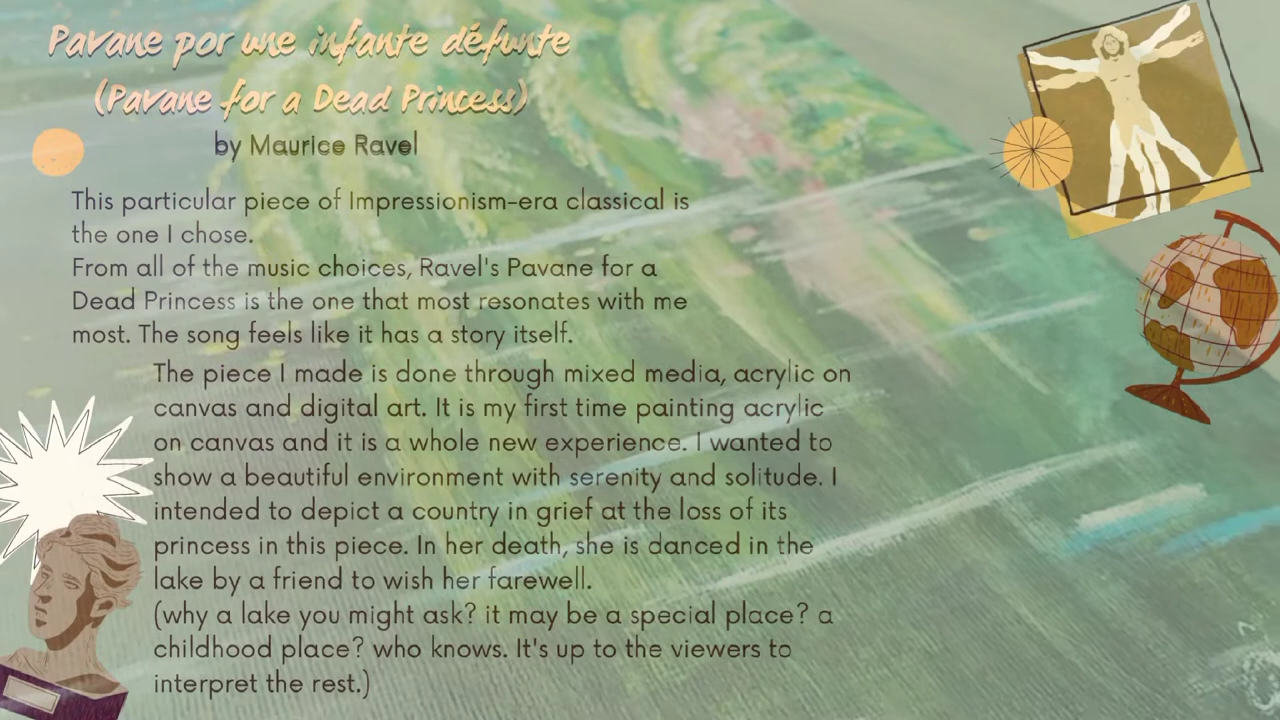 Pavane por une infante défunte
(Pavane for a Dead Princess)
by Maurice Ravel
This particular piece of Impressionism-era classical is
the one I chose.
From all of the music choices, Ravel's Pavane for a
Dead Princess is the one that most resonates with me
most. The song feels like it has a story itself.
The piece I made is done through mixed media, acrylic on
canvas and digital art. It is my first time painting acrylic
on canvas and it is a whole new experience. I wanted to
show a beautiful environment with serenity and solitude. I
intended to depict a country in grief at the loss of its
princess in this piece. In her death, she is danced in the
lake by a friend to wish her farewell.
(why a lake you might ask? it may be a special place? a
childhood place? who knows. It's up to the viewers to
interpret the rest.)